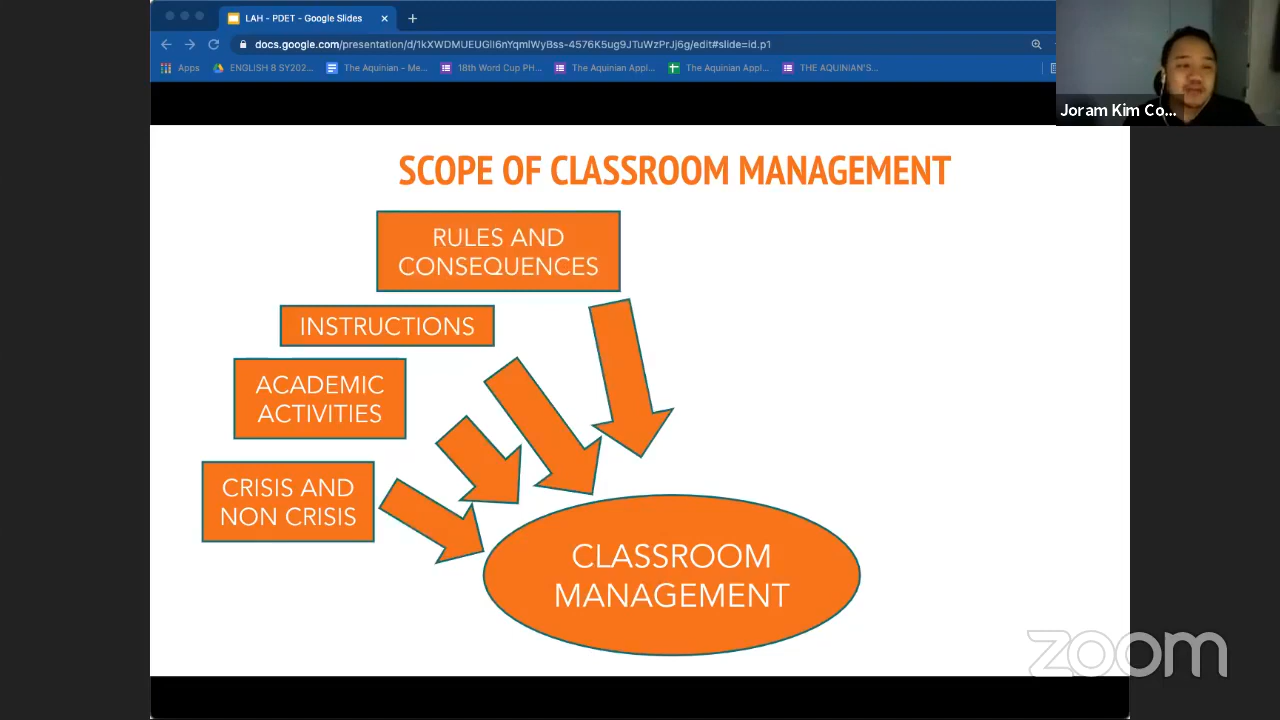 LAH - PDET - Google Slides
docs.google.com/presentation/d/1kXWDMUEUGlI6nYqmIWyBss-4576K5ug9JTuWzPrJj6g/edit#slide=id.p1
Apps
ENGLISH 8 SY202...
The Aquinian - Me...
18th Word Cup PH...
The Aquinian Appl...
The Aquinian Appl...
THE AQUINIAN'S...
Joram Kim Co...
SCOPE OF CLASSROOM MANAGEMENT
RULES AND
CONSEQUENCES
INSTRUCTIONS
ACADEMIC
ACTIVITIES
CRISIS AND
NON CRISIS
CLASSROOM
MANAGEMENT
zoom